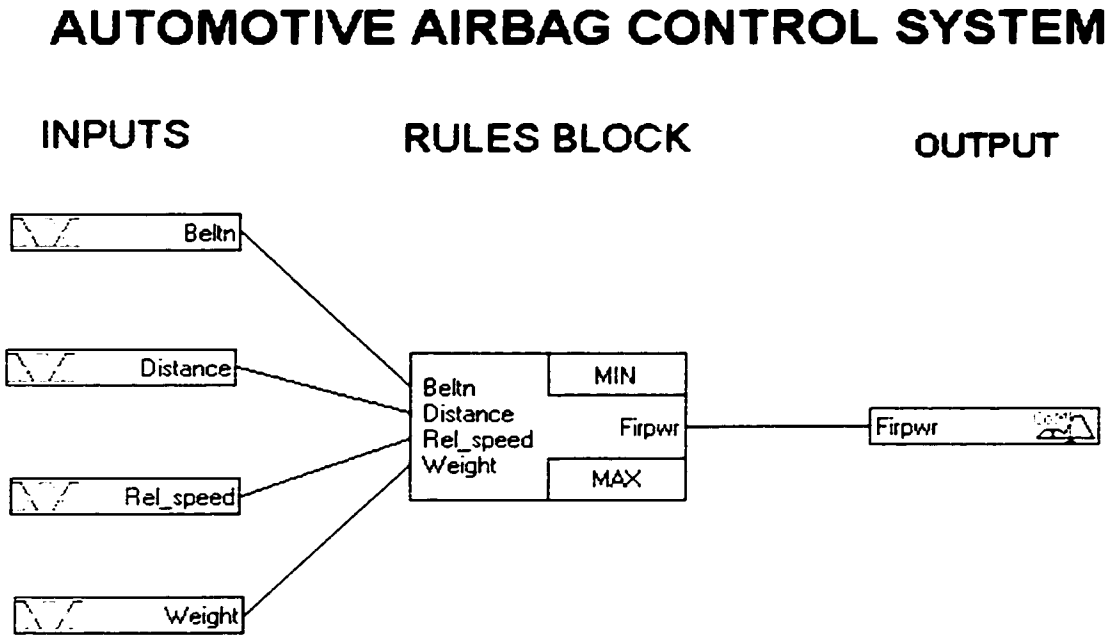 AUTOMOTIVE AIRBAG CONTROL SYSTEM
INPUTS
RULES BLOCK
OUTPUT
Beltn
Distance
Rel_speed
Weight
Beltn
Distance
Rel_speed
Weight
MIN
Firpwr
MAX
Firpwr